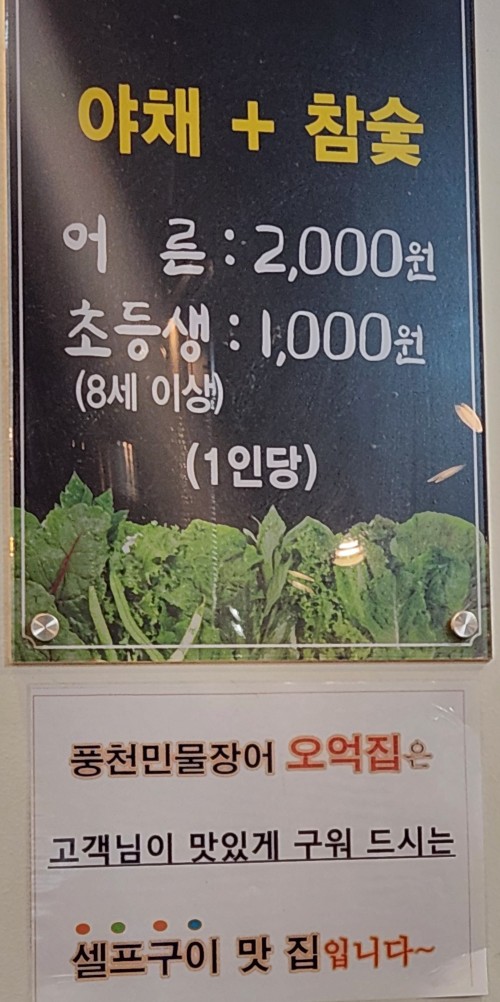 야채 + 참숯
어 른 : 2,000원
초등생 : 1,000원
(8세 이상)
(1인당)
풍천민물장어 오억집은
고객님이 맛있게 구워 드시는
셀프구이 맛 집입니다~